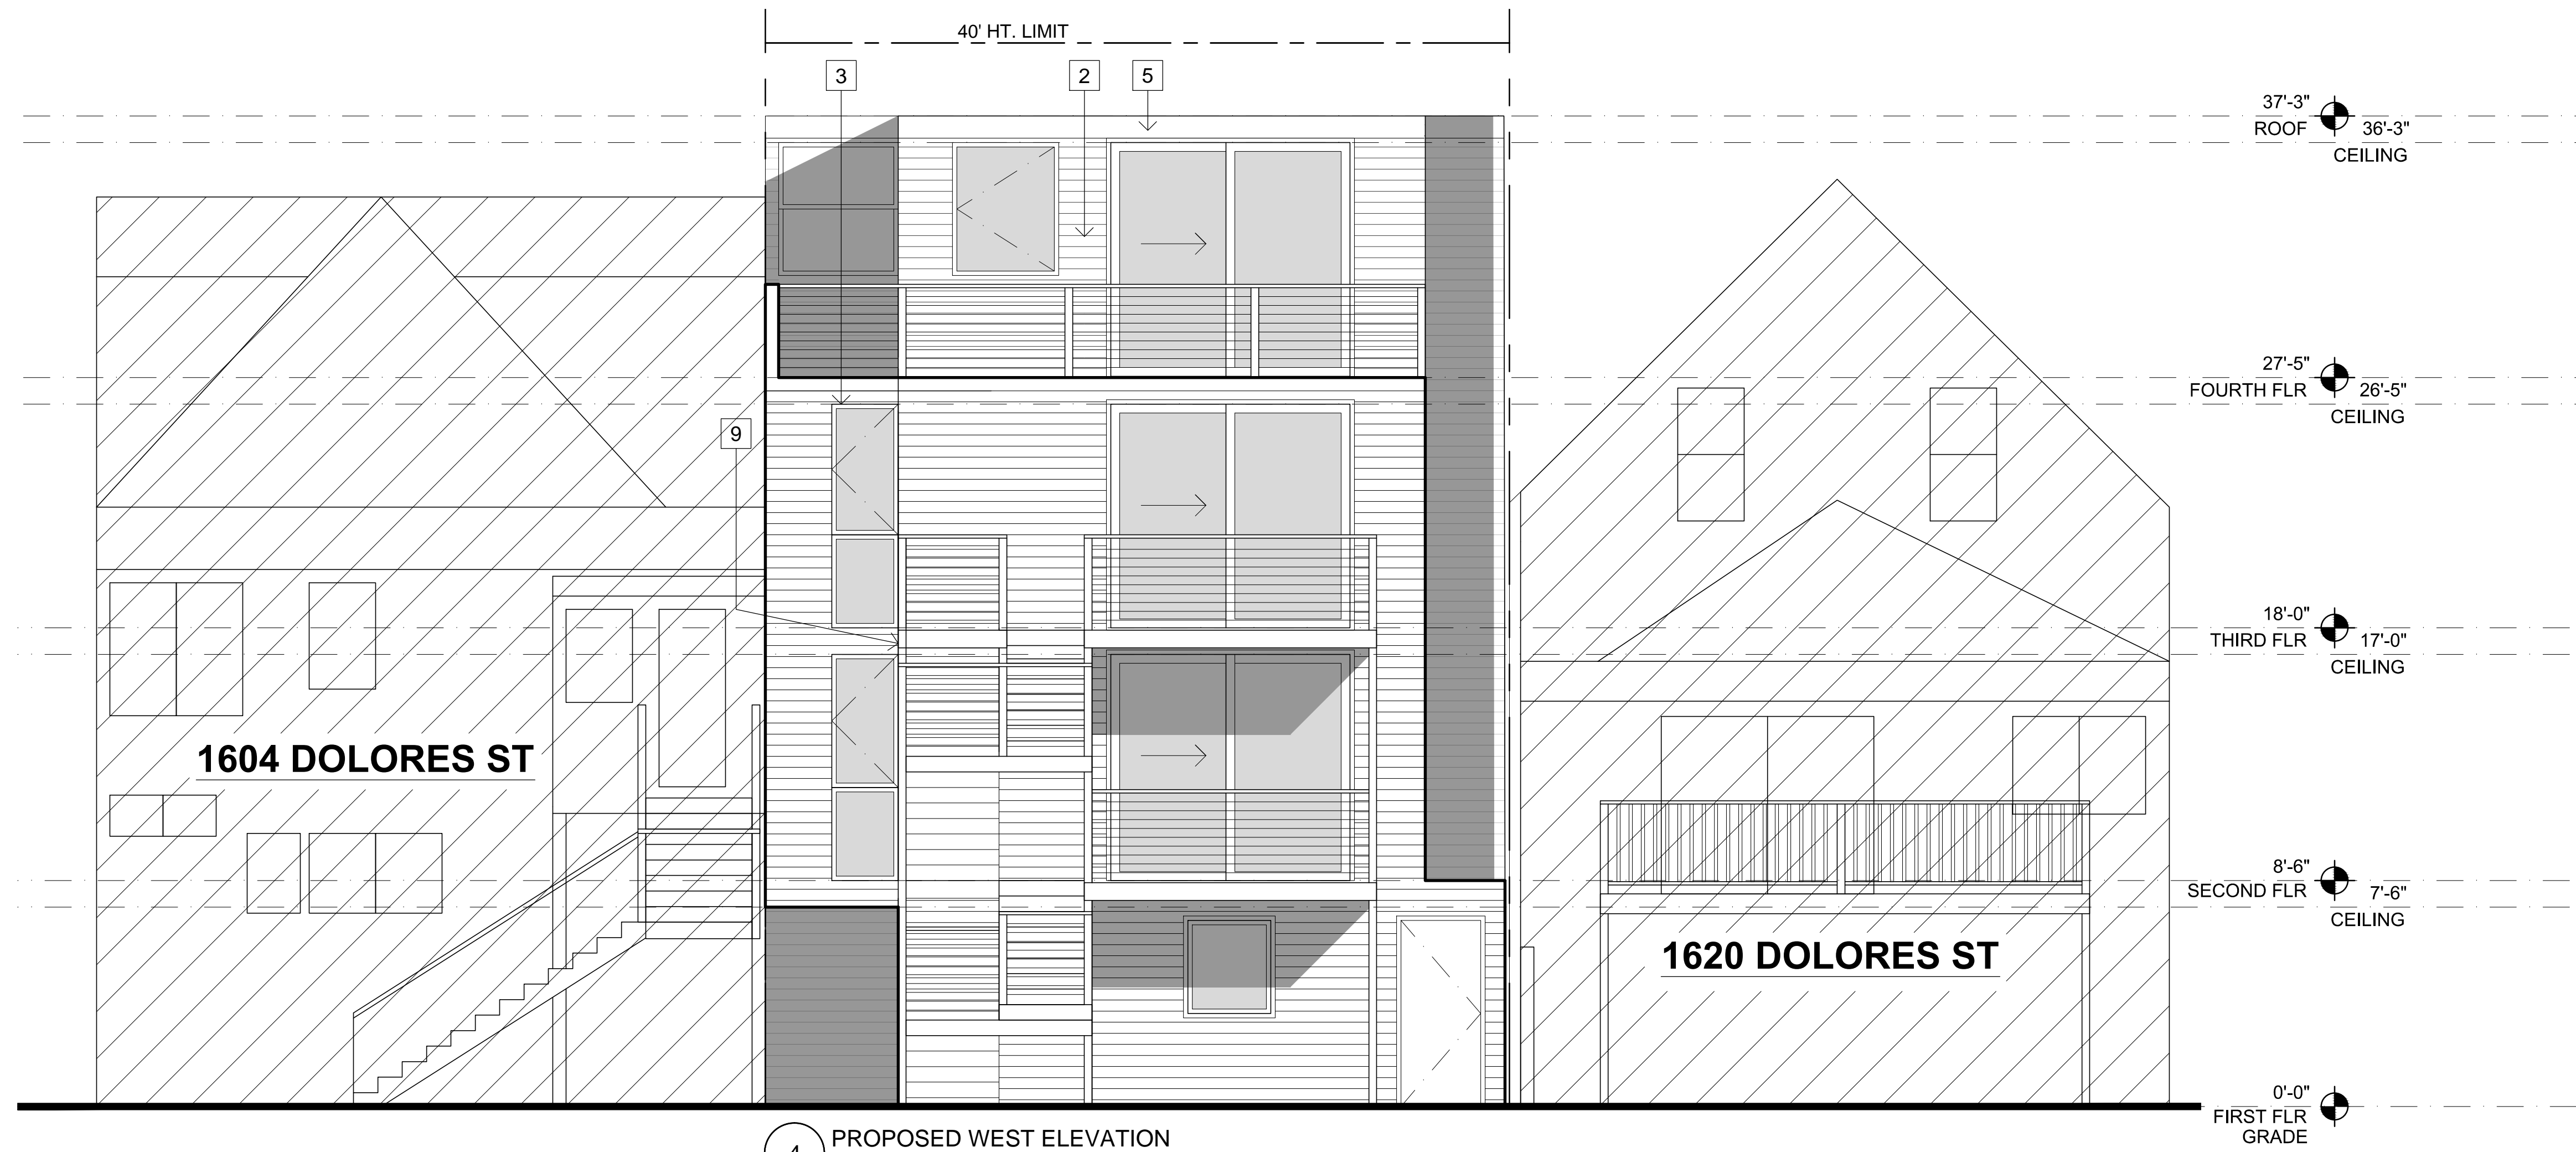 40' HT. LIMIT
3
2
5
37'-3"
ROOF
36'-3"
CEILING
27'-5"
FOURTH FLR
26'-5"
CEILING
9
18'-0"
THIRD FLR
17'-0"
CEILING
1604 DOLORES ST
8'-6"
SECOND FLR
7'-6"
CEILING
1620 DOLORES ST
0'-0"
FIRST FLR
GRADE
PROPOSED WEST ELEVATION